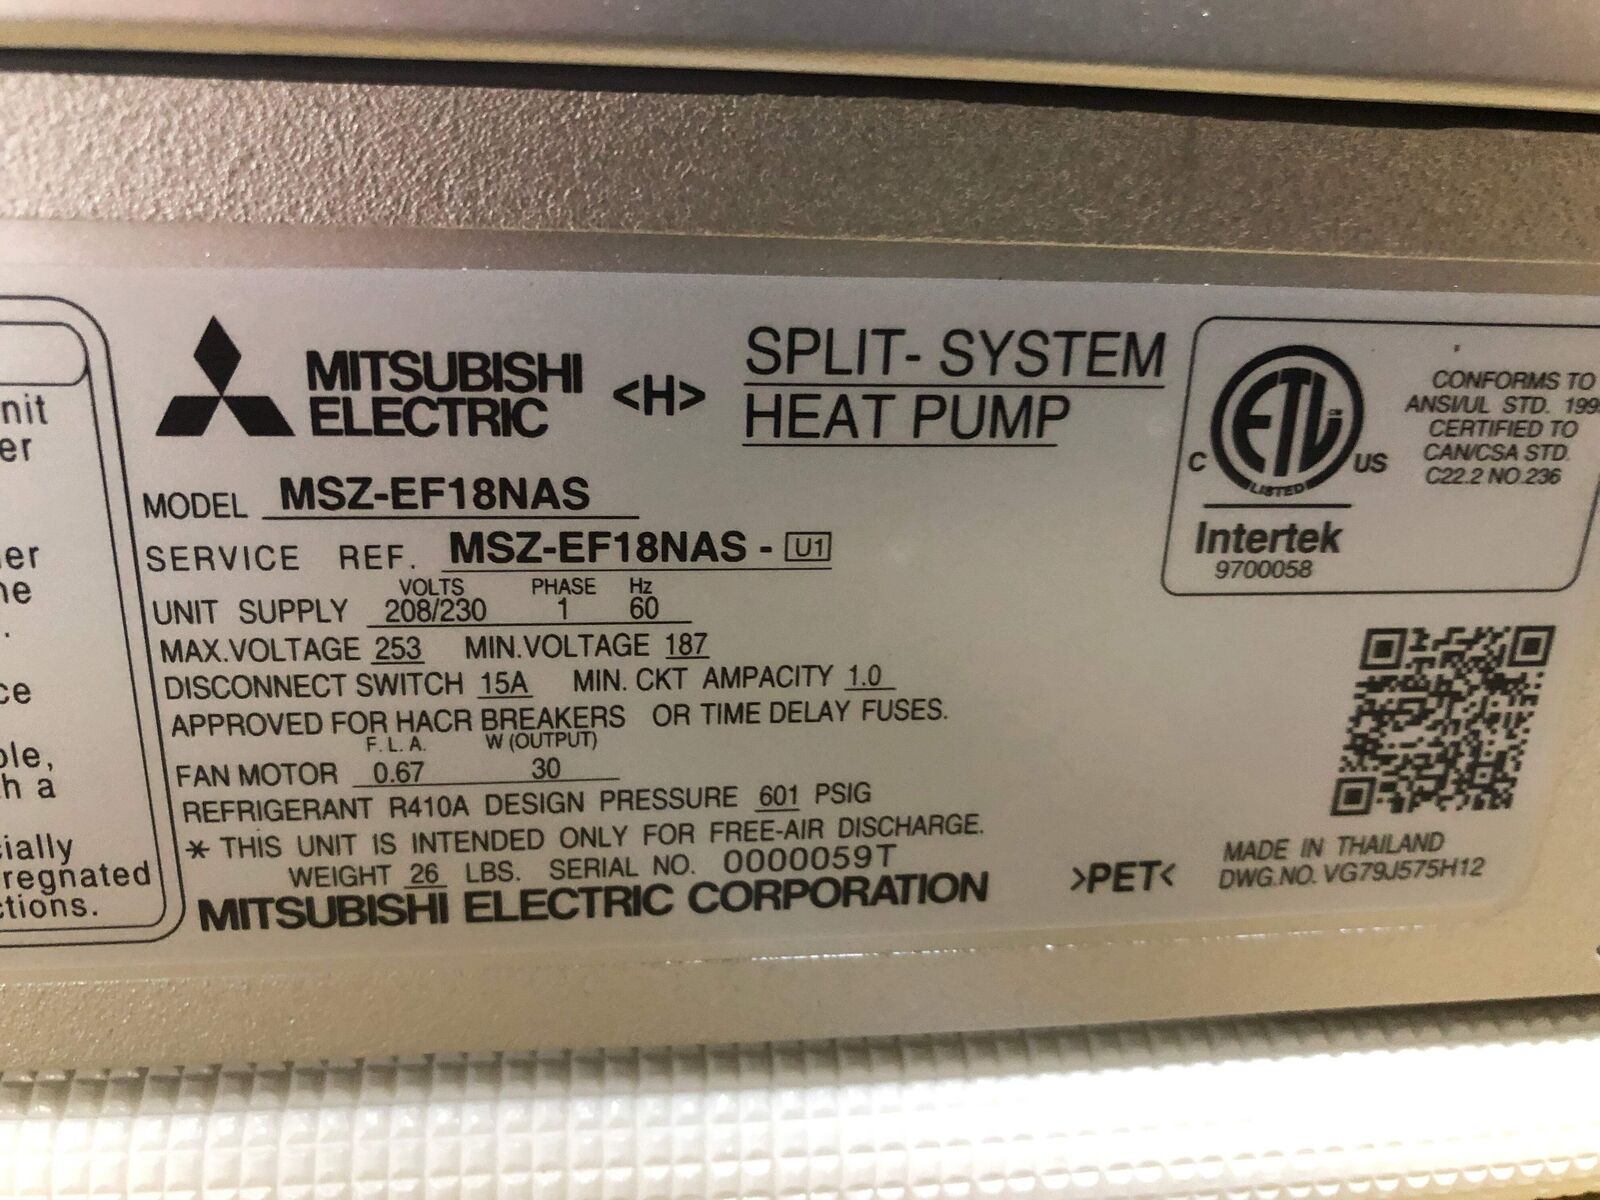 nit
er
er
ne
.
ce
ble,
h a
cially
regnated
ctions.
MITSUBISHI
ELECTRIC
<H>
SPLIT- SYSTEM
HEAT PUMP
MODEL MSZ-EF18NAS
SERVICE REF. MSZ-EF18NAS - U1
VOLTS PHASE Hz
UNIT SUPPLY 208/230 1 60
MAX.VOLTAGE 253 MIN.VOLTAGE 187
DISCONNECT SWITCH 15A MIN. CKT AMPACITY 1.0
APPROVED FOR HACR BREAKERS OR TIME DELAY FUSES.
F.L.A. W (OUTPUT)
FAN MOTOR 0.67 30
REFRIGERANT R410A DESIGN PRESSURE 601 PSIG
* THIS UNIT IS INTENDED ONLY FOR FREE-AIR DISCHARGE.
WEIGHT 26 LBS. SERIAL NO. 0000059T
MITSUBISHI ELECTRIC CORPORATION
>PET<
C ETL US
LISTED
Intertek
9700058
CONFORMS TO
ANSI/UL STD. 199
CERTIFIED TO
CAN/CSA STD.
C22.2 NO.236
MADE IN THAILAND
DWG.NO. VG79J575H12